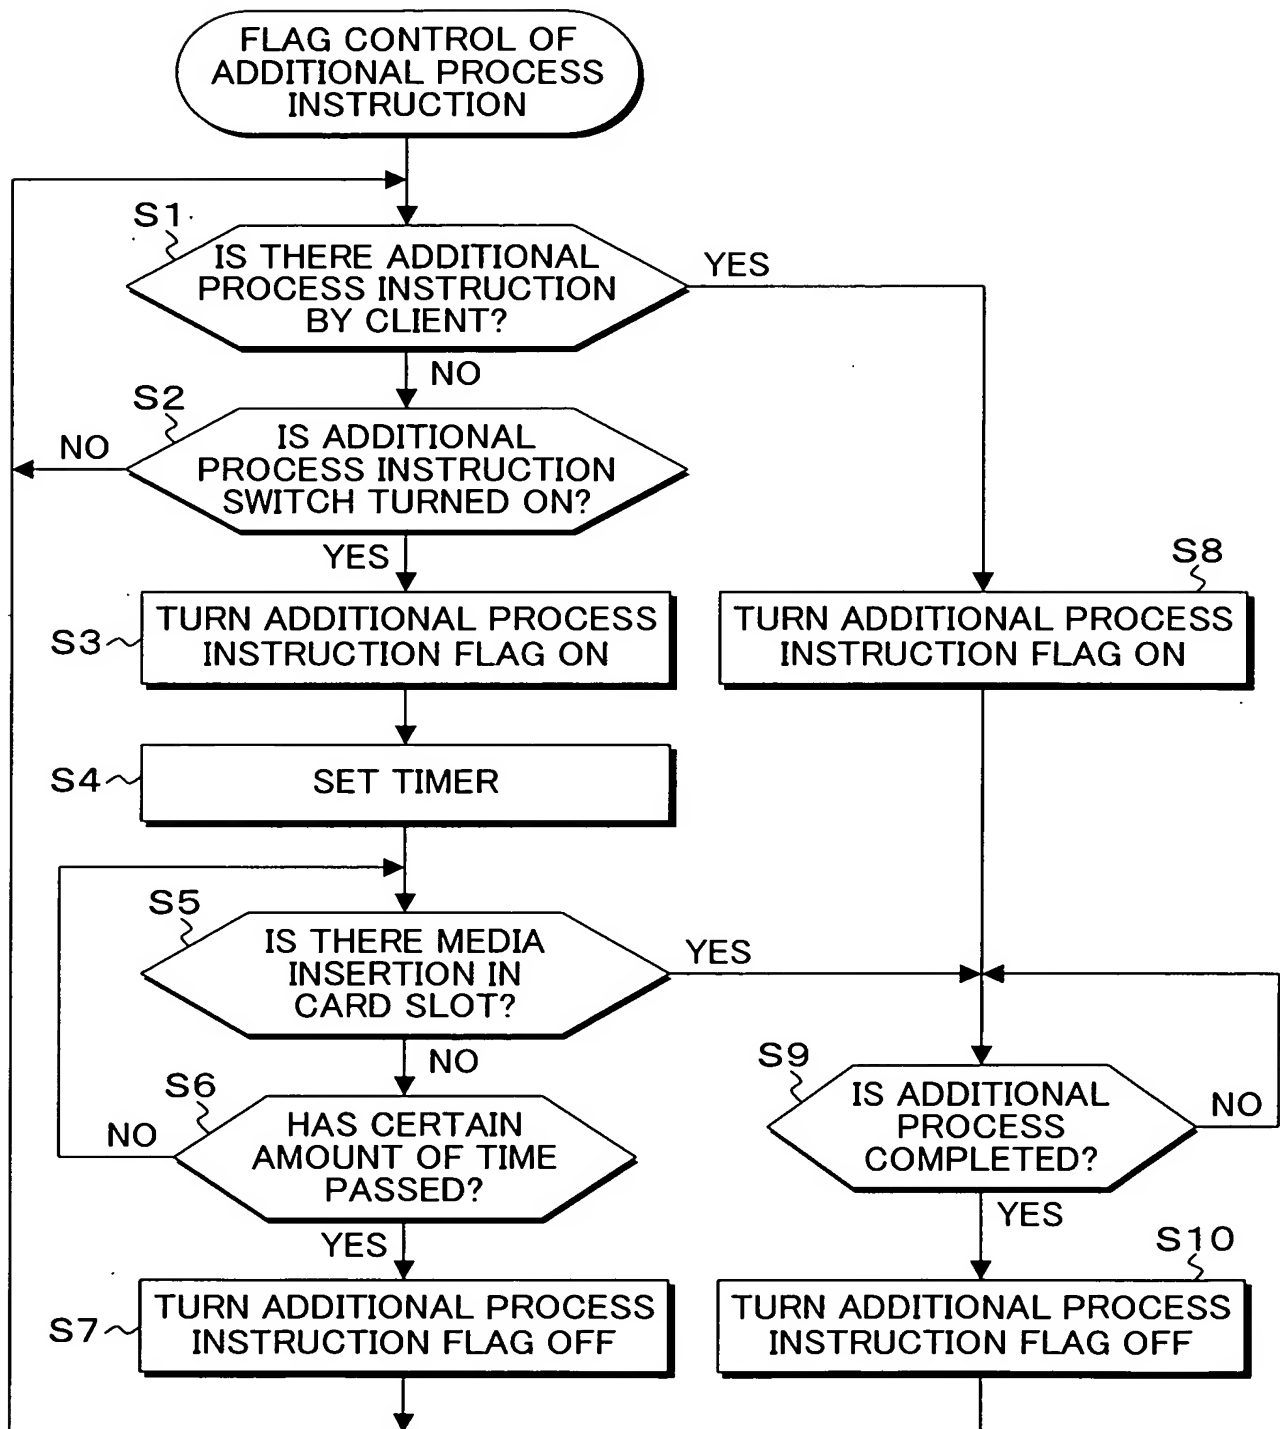 FLAG CONTROL OF
ADDITIONAL PROCESS
INSTRUCTION
S1
IS THERE ADDITIONAL
PROCESS INSTRUCTION
BY CLIENT?
YES
NO
S2
IS ADDITIONAL
PROCESS INSTRUCTION
SWITCH TURNED ON?
NO
YES
S3
TURN ADDITIONAL PROCESS
INSTRUCTION FLAG ON
S8
TURN ADDITIONAL PROCESS
INSTRUCTION FLAG ON
S4
SET TIMER
S5
IS THERE MEDIA
INSERTION IN
CARD SLOT?
YES
NO
S6
HAS CERTAIN
AMOUNT OF TIME
PASSED?
NO
YES
S9
IS ADDITIONAL
PROCESS
COMPLETED?
NO
YES
S7
TURN ADDITIONAL PROCESS
INSTRUCTION FLAG OFF
S10
TURN ADDITIONAL PROCESS
INSTRUCTION FLAG OFF